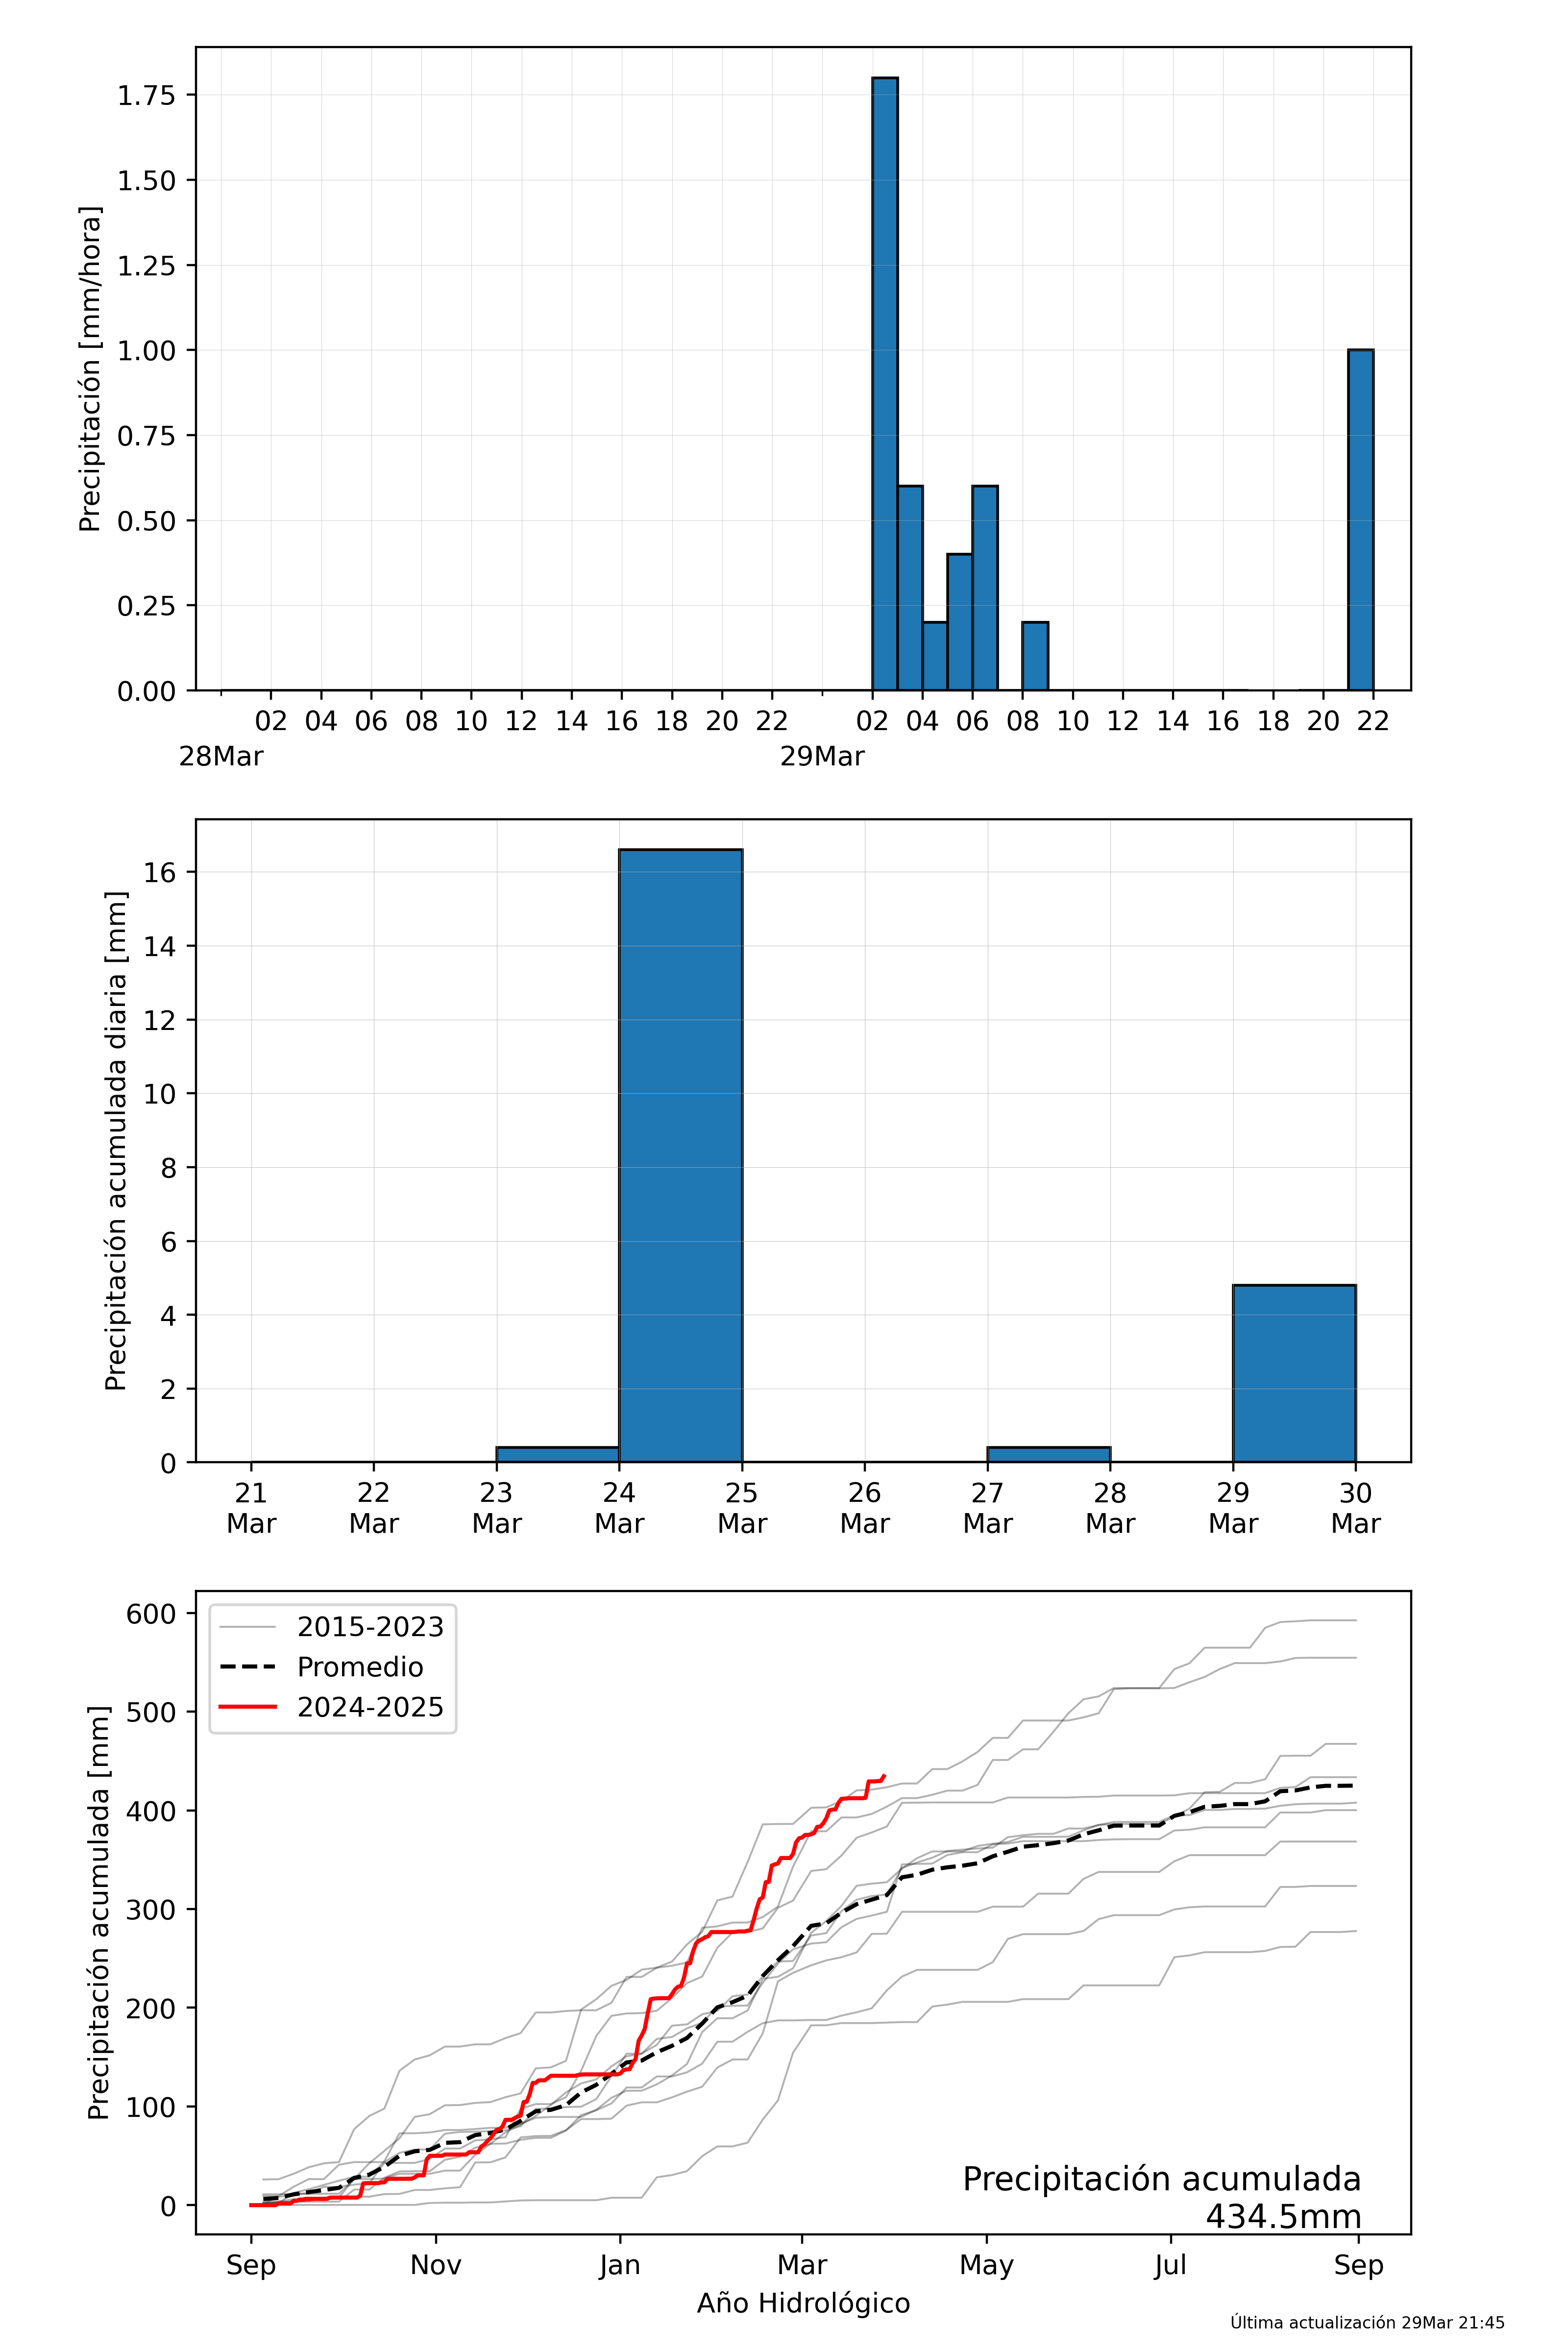 Precipitación [mm/hora]
1.75
1.50
1.25
1.00
0.75
0.50
0.25
0.00
02 04 06 08 10 12 14 16 18 20 22 02 04 06 08 10 12 14 16 18 20 22
28Mar 29Mar
Precipitación acumulada diaria [mm]
16
14
12
10
8
6
4
2
0
21 22 23 24 25 26 27 28 29 30
Mar Mar Mar Mar Mar Mar Mar Mar Mar Mar
Precipitación acumulada [mm]
600
500
400
300
200
100
0
2015-2023
Promedio
2024-2025
Precipitación acumulada
434.5mm
Sep Nov Jan Mar May Jul Sep
Año Hidrológico
Última actualización 29Mar 21:45